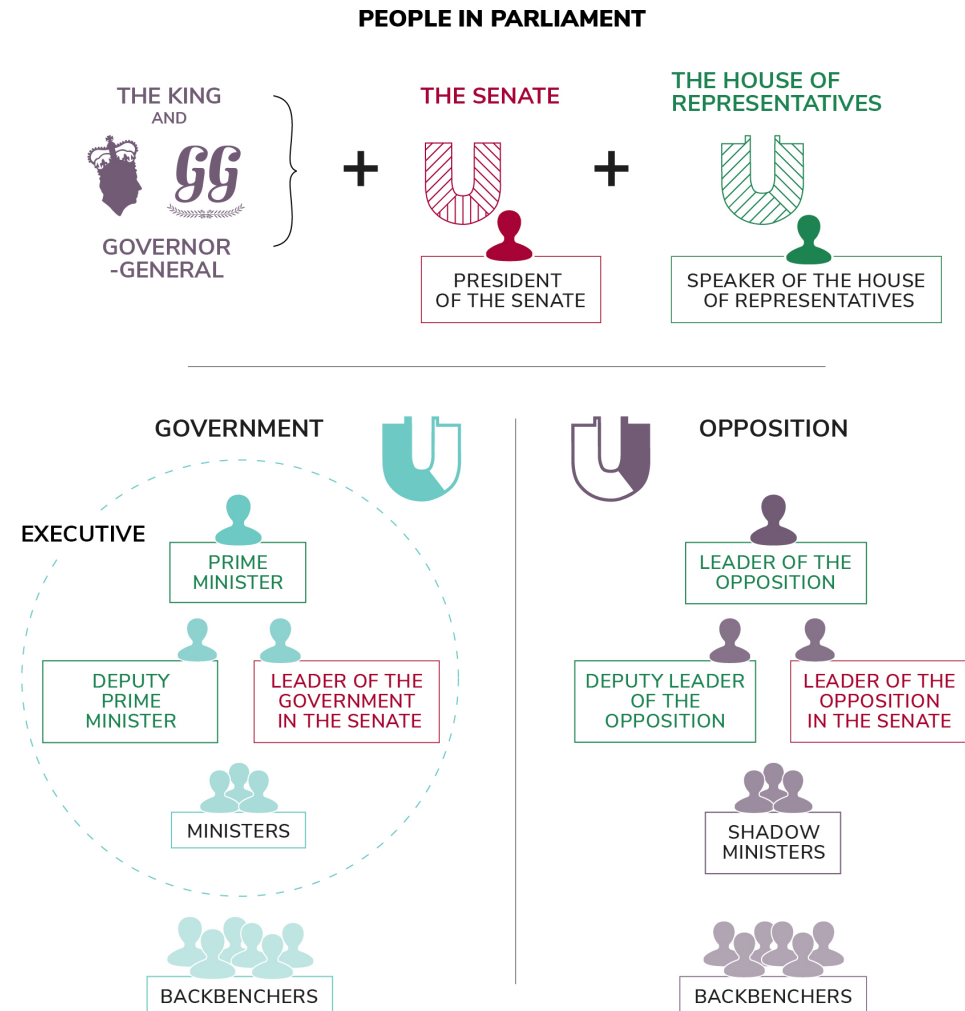 PEOPLE IN PARLIAMENT
THE KING
AND
GG
GOVERNOR
-GENERAL
THE SENATE
PRESIDENT
OF THE SENATE
THE HOUSE OF
REPRESENTATIVES
SPEAKER OF THE HOUSE
OF REPRESENTATIVES
GOVERNMENT
EXECUTIVE
PRIME
MINISTER
DEPUTY
PRIME
MINISTER
LEADER OF THE
GOVERNMENT
IN THE SENATE
MINISTERS
BACKBENCHERS
OPPOSITION
LEADER OF THE
OPPOSITION
DEPUTY LEADER
OF THE
OPPOSITION
LEADER OF THE
OPPOSITION
IN THE SENATE
SHADOW
MINISTERS
BACKBENCHERS